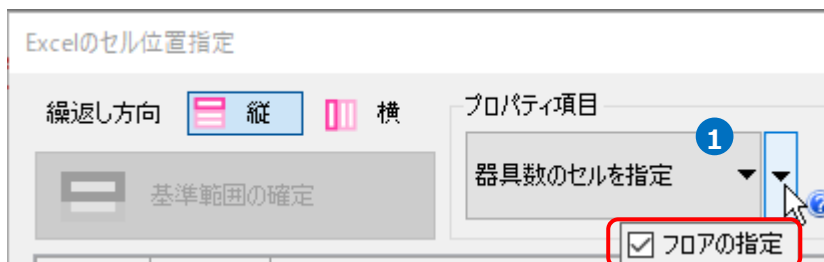 Excelのセル位置指定
繰返し方向 縦 横
プロパティ項目
1
器具数のセルを指定
基準範囲の確定
フロアの指定